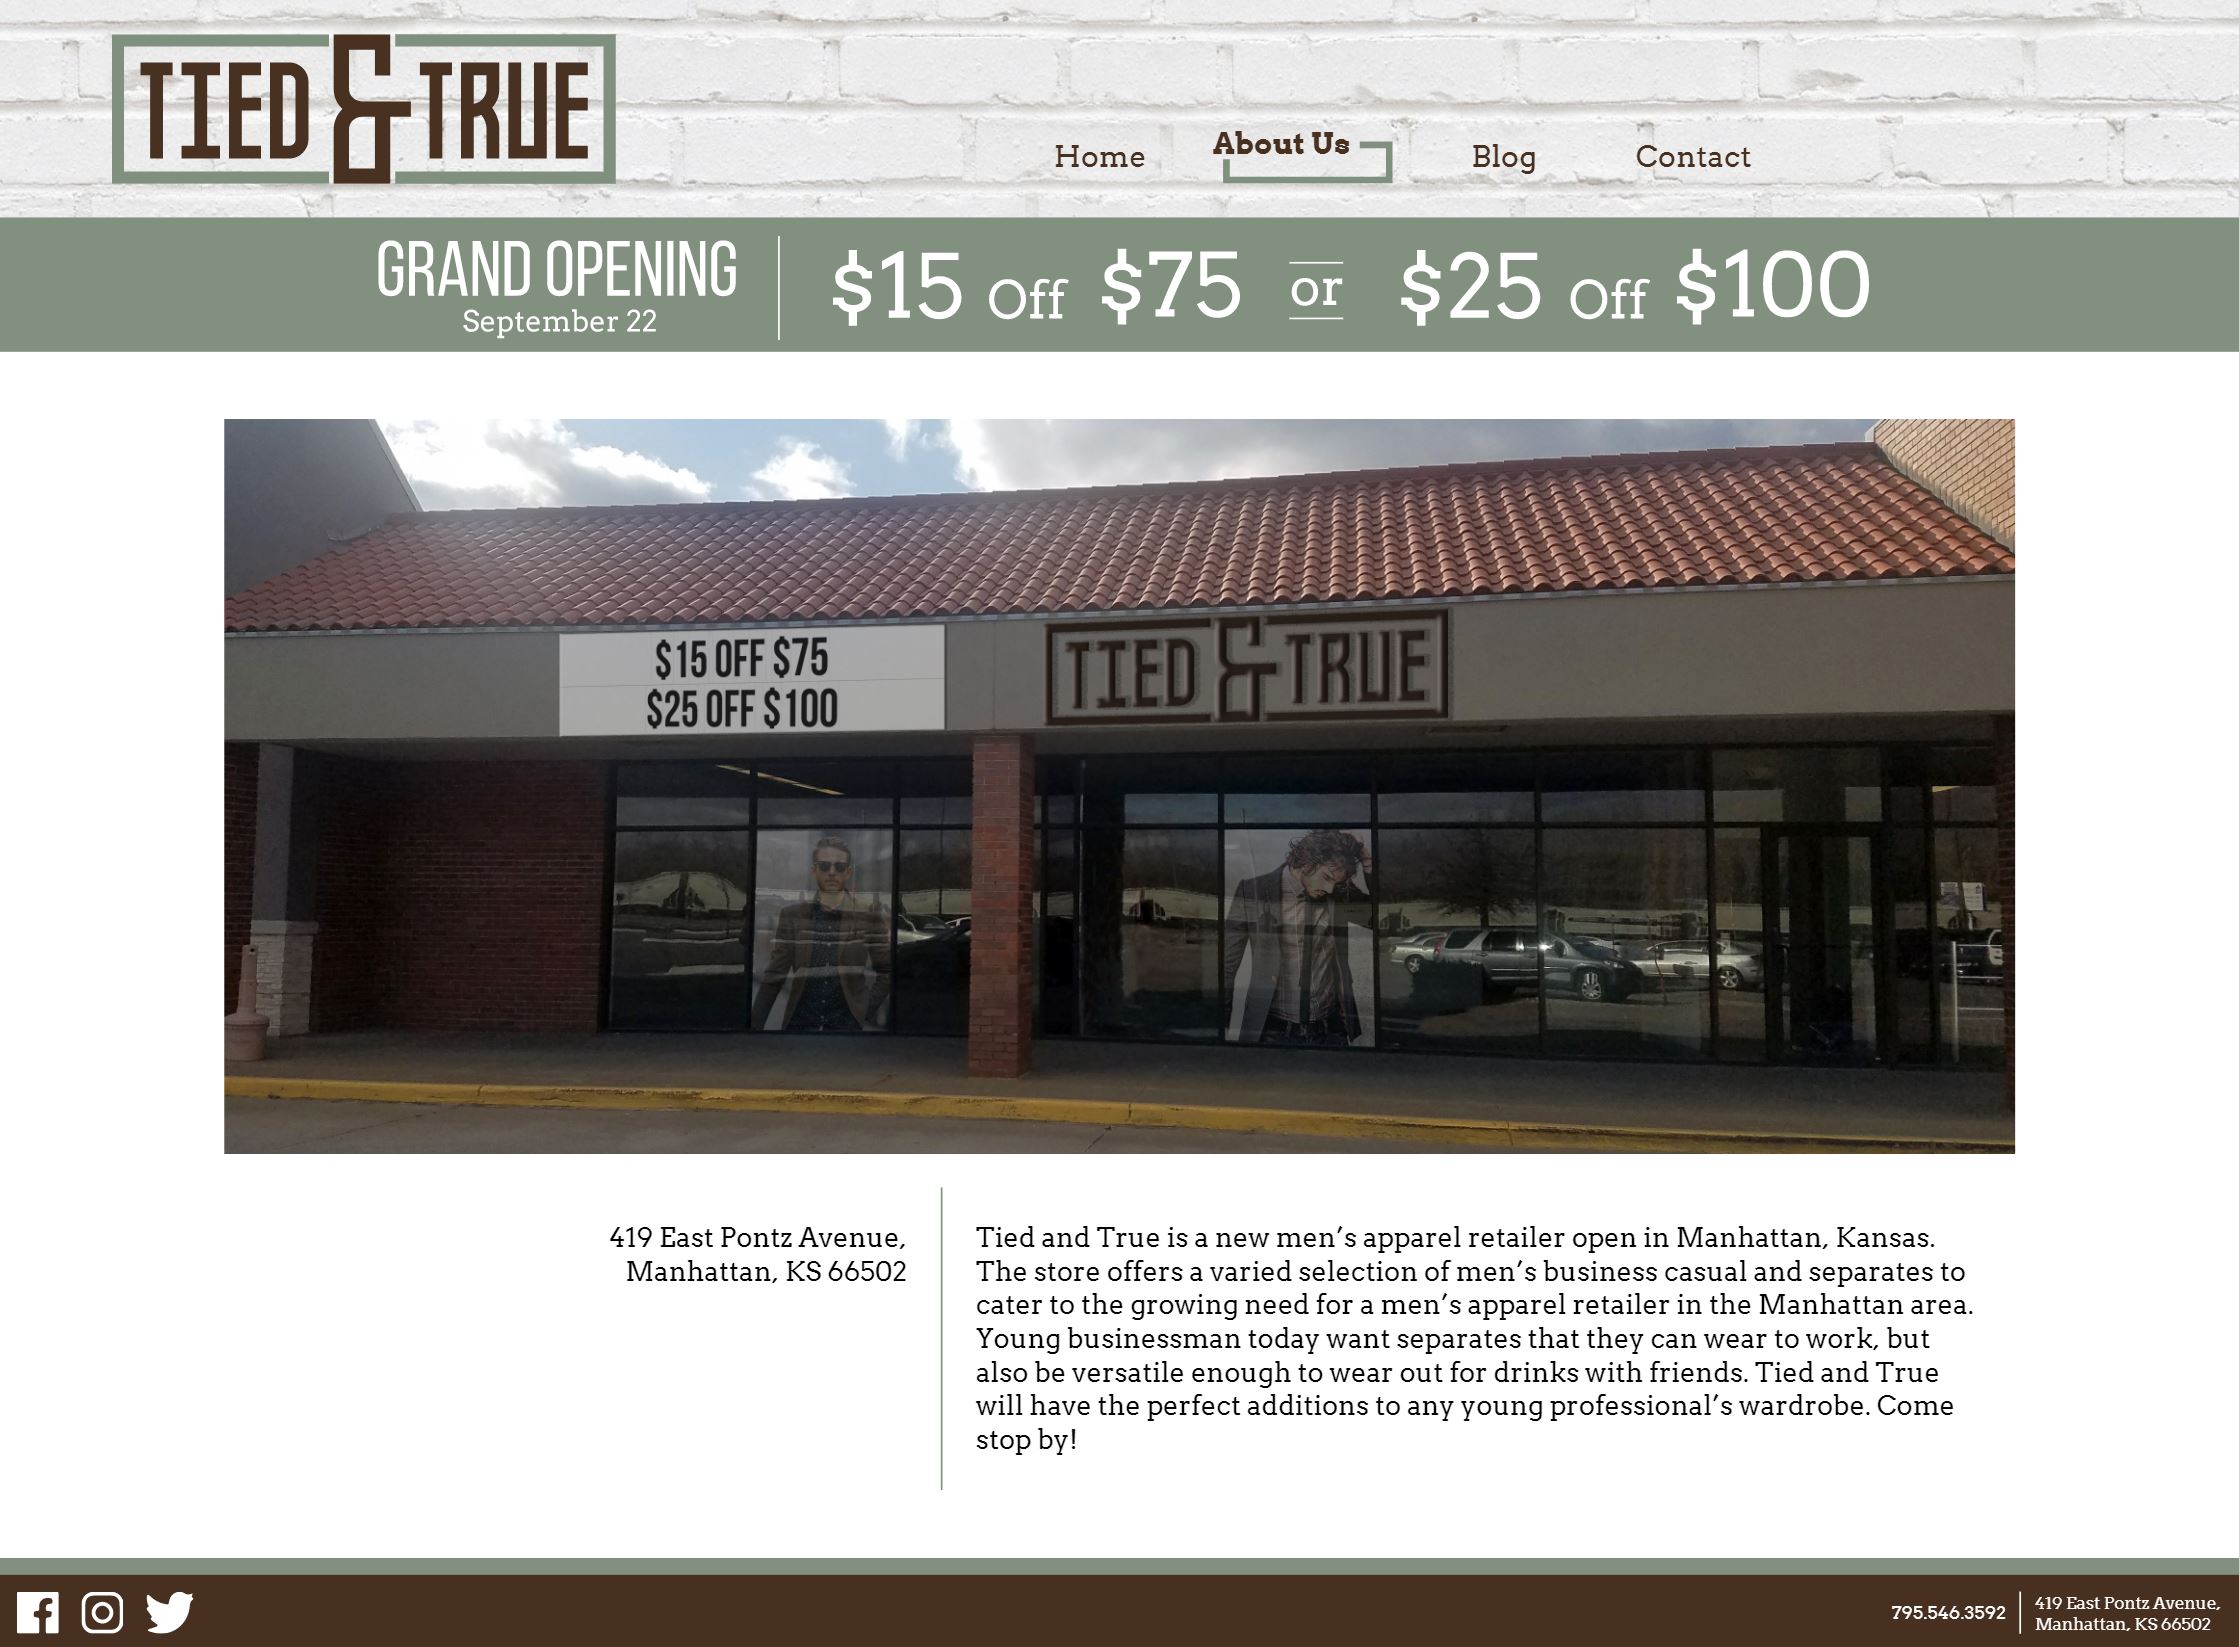 TIED & TRUE
Home About Us Blog Contact
GRAND OPENING
September 22
$15 Off $75 or $25 Off $100
$15 OFF $75
$25 OFF $100
TIED & TRUE
419 East Pontz Avenue,
Manhattan, KS 66502
Tied and True is a new men’s apparel retailer open in Manhattan, Kansas.
The store offers a varied selection of men’s business casual and separates to
cater to the growing need for a men’s apparel retailer in the Manhattan area.
Young businessman today want separates that they can wear to work, but
also be versatile enough to wear out for drinks with friends. Tied and True
will have the perfect additions to any young professional’s wardrobe. Come
stop by!
795.546.3592
419 East Pontz Avenue,
Manhattan, KS 66502